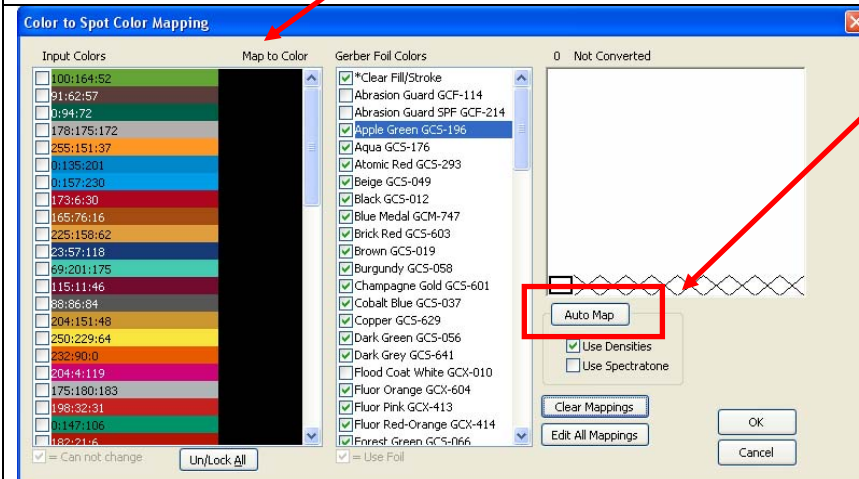 Color to Spot Color Mapping
Input Colors
Map to Color
Gerber Foil Colors
0 Not Converted
100:164:52
91:62:57
0:94:72
178:175:172
255:151:37
0:135:201
0:157:230
173:6:30
165:76:16
225:158:62
23:57:118
69:201:175
115:11:46
88:86:84
204:151:48
250:229:64
232:90:0
204:4:119
175:180:183
198:32:31
0:147:106
182:21:6
*Clear Fill/Stroke
Abrasion Guard GCF-114
Abrasion Guard SPF GCF-214
Apple Green GCS-196
Aqua GCS-176
Atomic Red GCS-293
Beige GCS-049
Black GCS-012
Blue Medal GCM-747
Brick Red GCS-603
Brown GCS-019
Burgundy GCS-058
Champagne Gold GCS-601
Cobalt Blue GCS-037
Copper GCS-629
Dark Green GCS-056
Dark Grey GCS-641
Flood Coat White GCX-010
Fluor Orange GCX-604
Fluor Pink GCX-413
Fluor Red-Orange GCX-414
Forest Green GCS-066
Auto Map
Use Densities
Use Spectratone
Clear Mappings
Edit All Mappings
OK
Cancel
= Can not change
Un/Lock All
= Use Foil